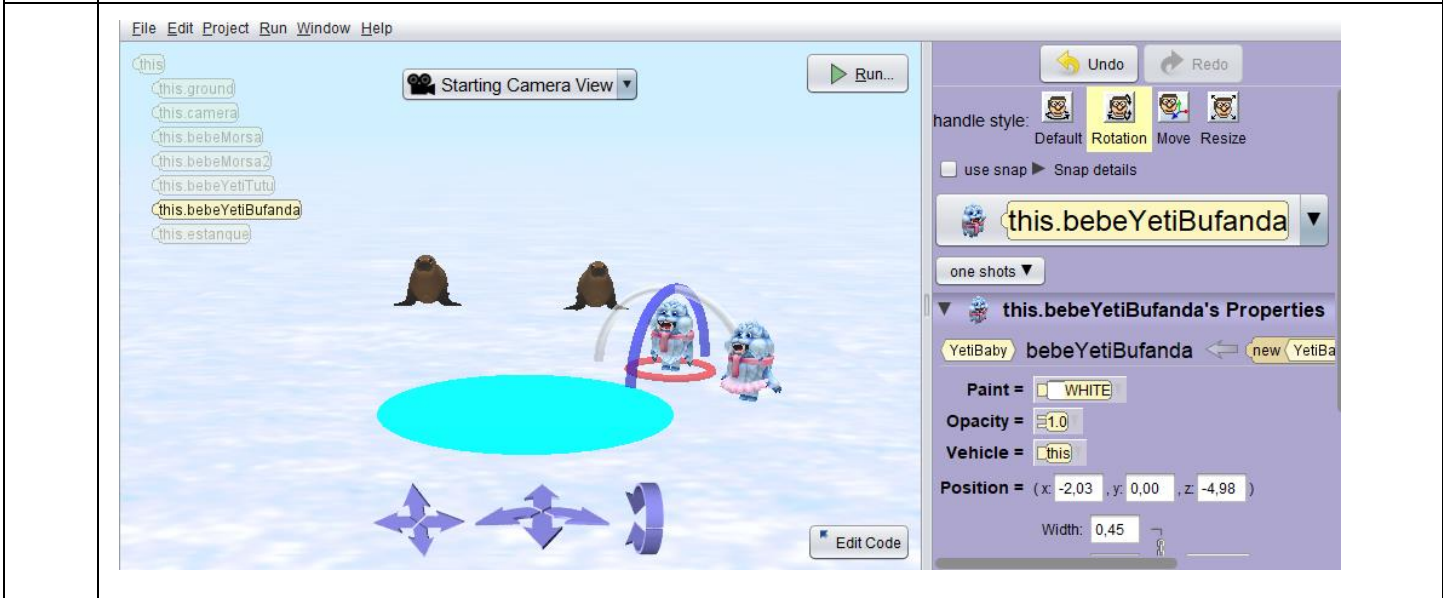 File Edit Project Run Window Help
this
this.ground
this.camera
this.bebeMorsa
this.bebeMorsa2
this.bebeYetiTutu
this.bebeYetiBufanda
this.estanque
Starting Camera View
Run...
Edit Code
Undo Redo
handle style: Default Rotation Move Resize
use snap Snap details
this.bebeYetiBufanda
one shots
this.bebeYetiBufanda's Properties
YetiBaby bebeYetiBufanda new YetiBa
Paint = WHITE
Opacity = 1.0
Vehicle = this
Position = (x: -2,03 , y: 0,00 , z: -4,98 )
Width: 0,45